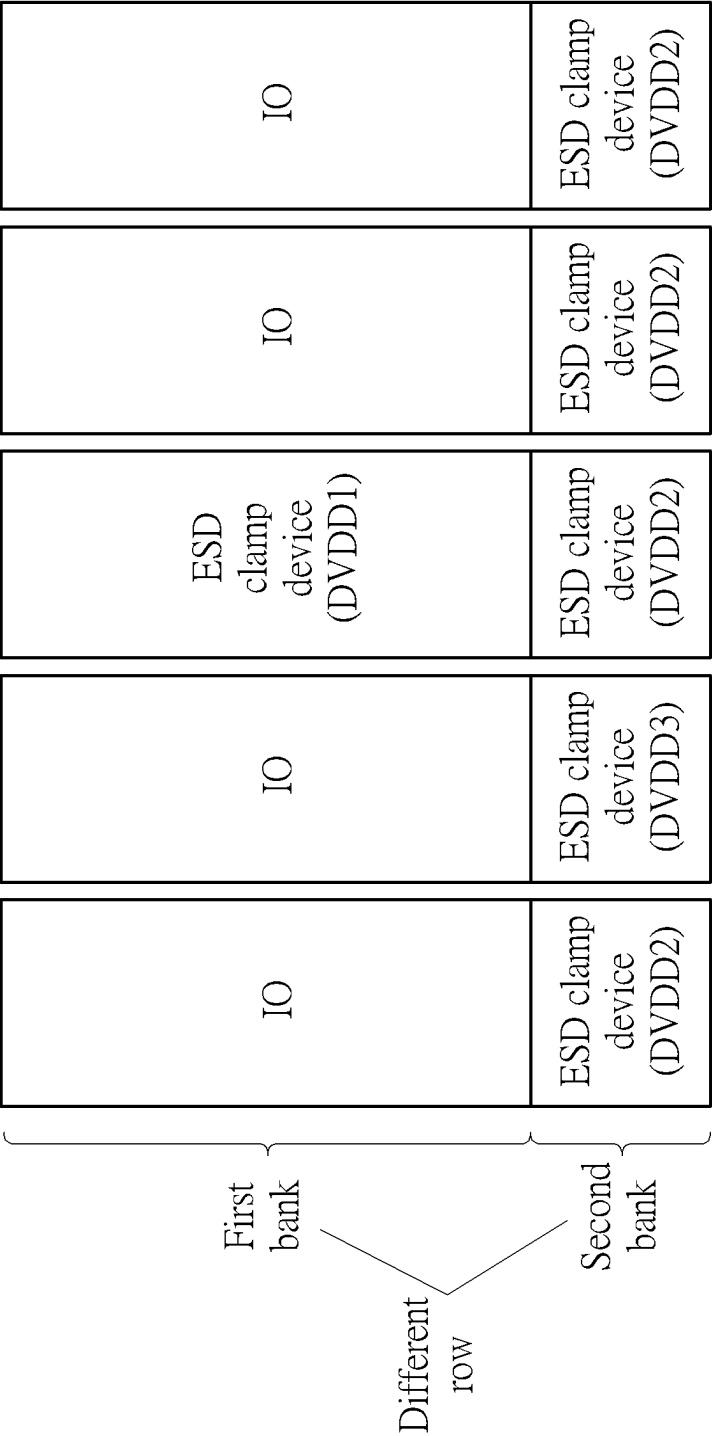 Different
row
First
bank
IO
IO
ESD
clamp
device
(DVDD1)
IO
IO
Second
bank
ESD clamp
device
(DVDD2)
ESD clamp
device
(DVDD3)
ESD clamp
device
(DVDD2)
ESD clamp
device
(DVDD2)
ESD clamp
device
(DVDD2)